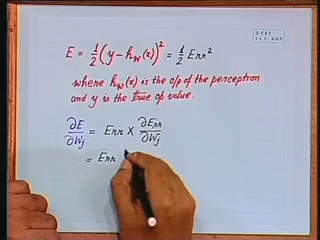 © CET
I.I.T. KGP
E = 1/2 (y - h_w(x))² = 1/2 Err²
where h_w(x) is the o/p of the perceptron
and y is the true op value.
∂E/∂W_j = Err × ∂Err/∂W_j
= Err